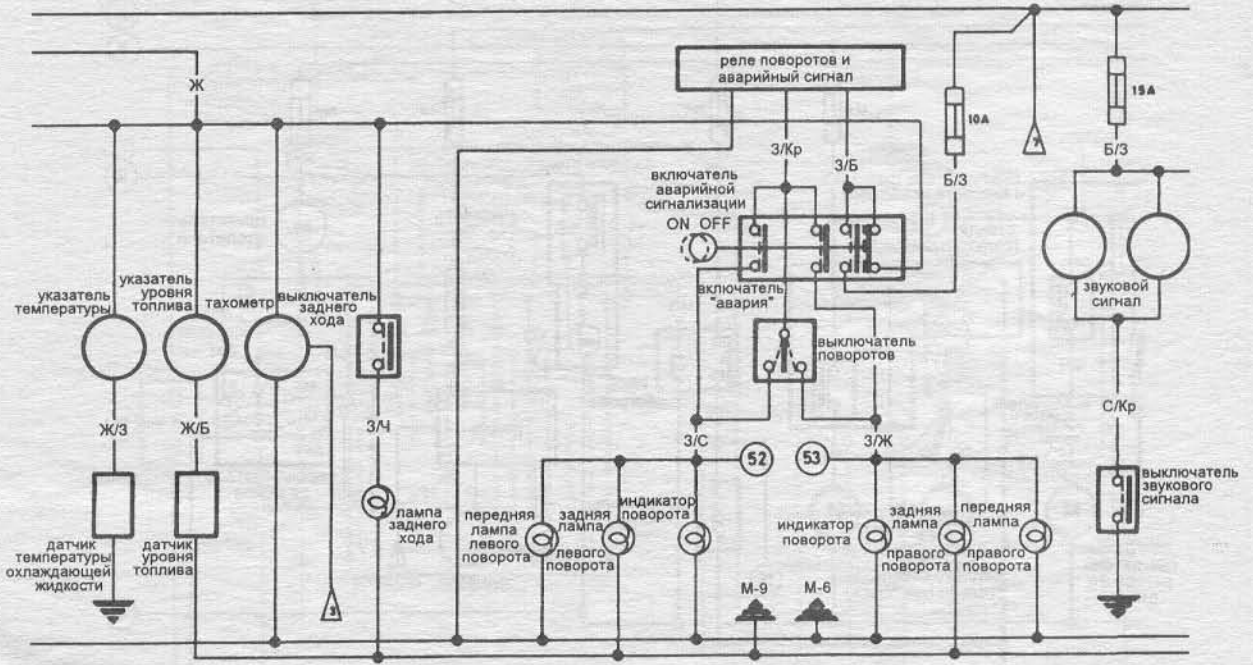 реле поворотов и
аварийный сигнал
Ж
15А
10А
7
З/Кр
З/Б
Б/З
Б/З
включатель
аварийной
сигнализации
ON OFF
включатель
"авария"
звуковой
сигнал
указатель
температуры
указатель
уровня
топлива
тахометр
выключатель
заднего
хода
выключатель
поворотов
С/Кр
Ж/З
Ж/Б
З/Ч
З/С
З/Ж
52
53
выключатель
звукового
сигнала
лампа
заднего
хода
передняя
лампа
левого
поворота
задняя
лампа
левого
поворота
индикатор
поворота
индикатор
поворота
задняя
лампа
правого
поворота
передняя
лампа
правого
поворота
датчик
температуры
охлаждающей
жидкости
датчик
уровня
топлива
3
М-9
М-6